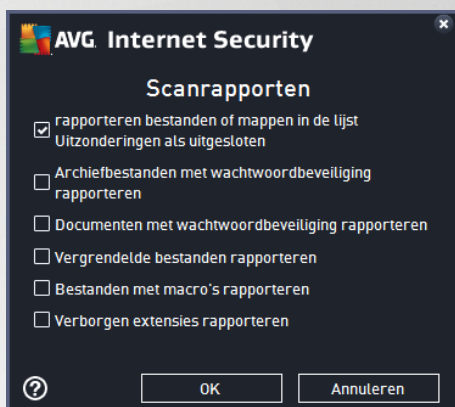 AVG. Internet Security
Scanrapporten
rapporteren bestanden of mappen in de lijst
Uitzonderingen als uitgesloten
Archiefbestanden met wachtwoordbeveiliging
rapporteren
Documenten met wachtwoordbeveiliging rapporteren
Vergrendelde bestanden rapporteren
Bestanden met macro's rapporteren
Verborgen extensies rapporteren
?
OK
Annuleren